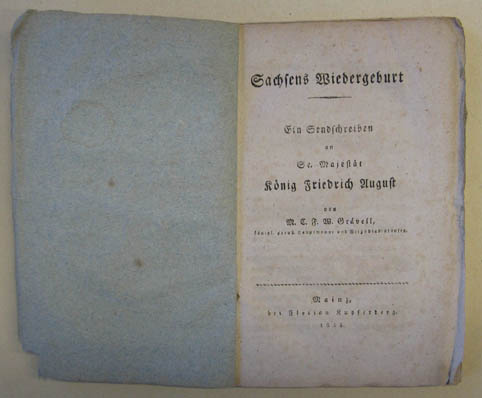 Sachsens Wiedergeburt
Ein Sendschreiben
an
Se. Majestät
König Friedrich August
von
M. C. F. W. Grävell,
Mainz,
bei Florian Kupferberg.